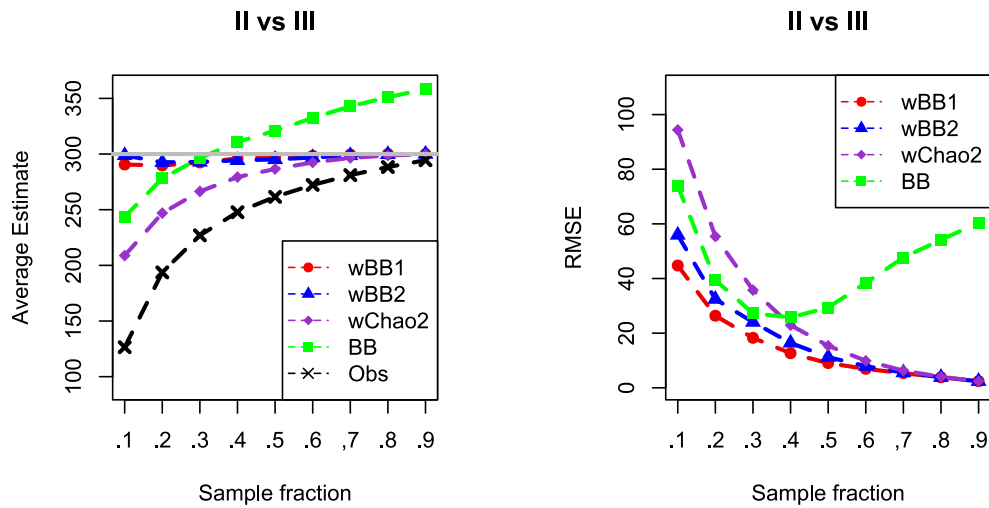 II vs III
Average Estimate
350
300
250
200
150
100
wBB1
wBB2
wChao2
BB
Obs
.1 .2 .3 .4 .5 .6 ,7 .8 .9
Sample fraction
II vs III
RMSE
100
80
60
40
20
0
wBB1
wBB2
wChao2
BB
.1 .2 .3 .4 .5 .6 ,7 .8 .9
Sample fraction